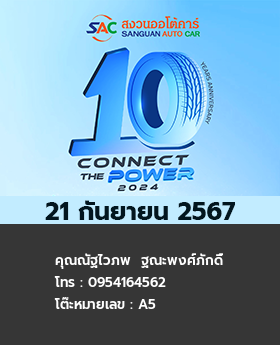 SAC สงวนออโต้คาร์
SANGUAN AUTO CAR
10
YEARS ANNIVERSARY
CONNECT
THE POWER
2024
21 กันยายน 2567
คุณณัฐไวภพ  ฐณะพงศ์ภักดี
โทร : 0954164562
โต๊ะหมายเลข : A5